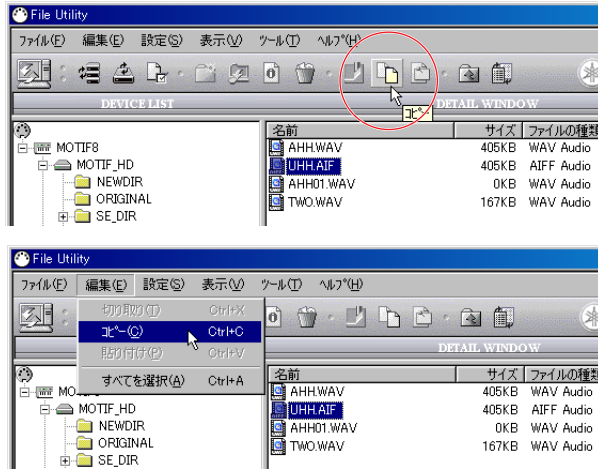 File Utility
ファイル(F) 編集(E) 設定(S) 表示(V) ツール(T) ヘルプ(H)
コピー
DEVICE LIST DETAIL WINDOW
名前 サイズ ファイルの種類
MOTIF8 AHH.WAV 405KB WAV Audio
MOTIF_HD UHH.AIF 405KB AIFF Audio
NEWDIR AHH01.WAV 0KB WAV Audio
ORIGINAL TWO.WAV 167KB WAV Audio
SE_DIR
File Utility
ファイル(F) 編集(E) 設定(S) 表示(V) ツール(T) ヘルプ(H)
切り取り(T) Ctrl+X
コピー(C) Ctrl+C
貼り付け(P) Ctrl+V
すべてを選択(A) Ctrl+A
DETAIL WINDOW
名前 サイズ ファイルの種類
AHH.WAV 405KB WAV Audio
MOTIF_HD UHH.AIF 405KB AIFF Audio
NEWDIR AHH01.WAV 0KB WAV Audio
ORIGINAL TWO.WAV 167KB WAV Audio
SE_DIR